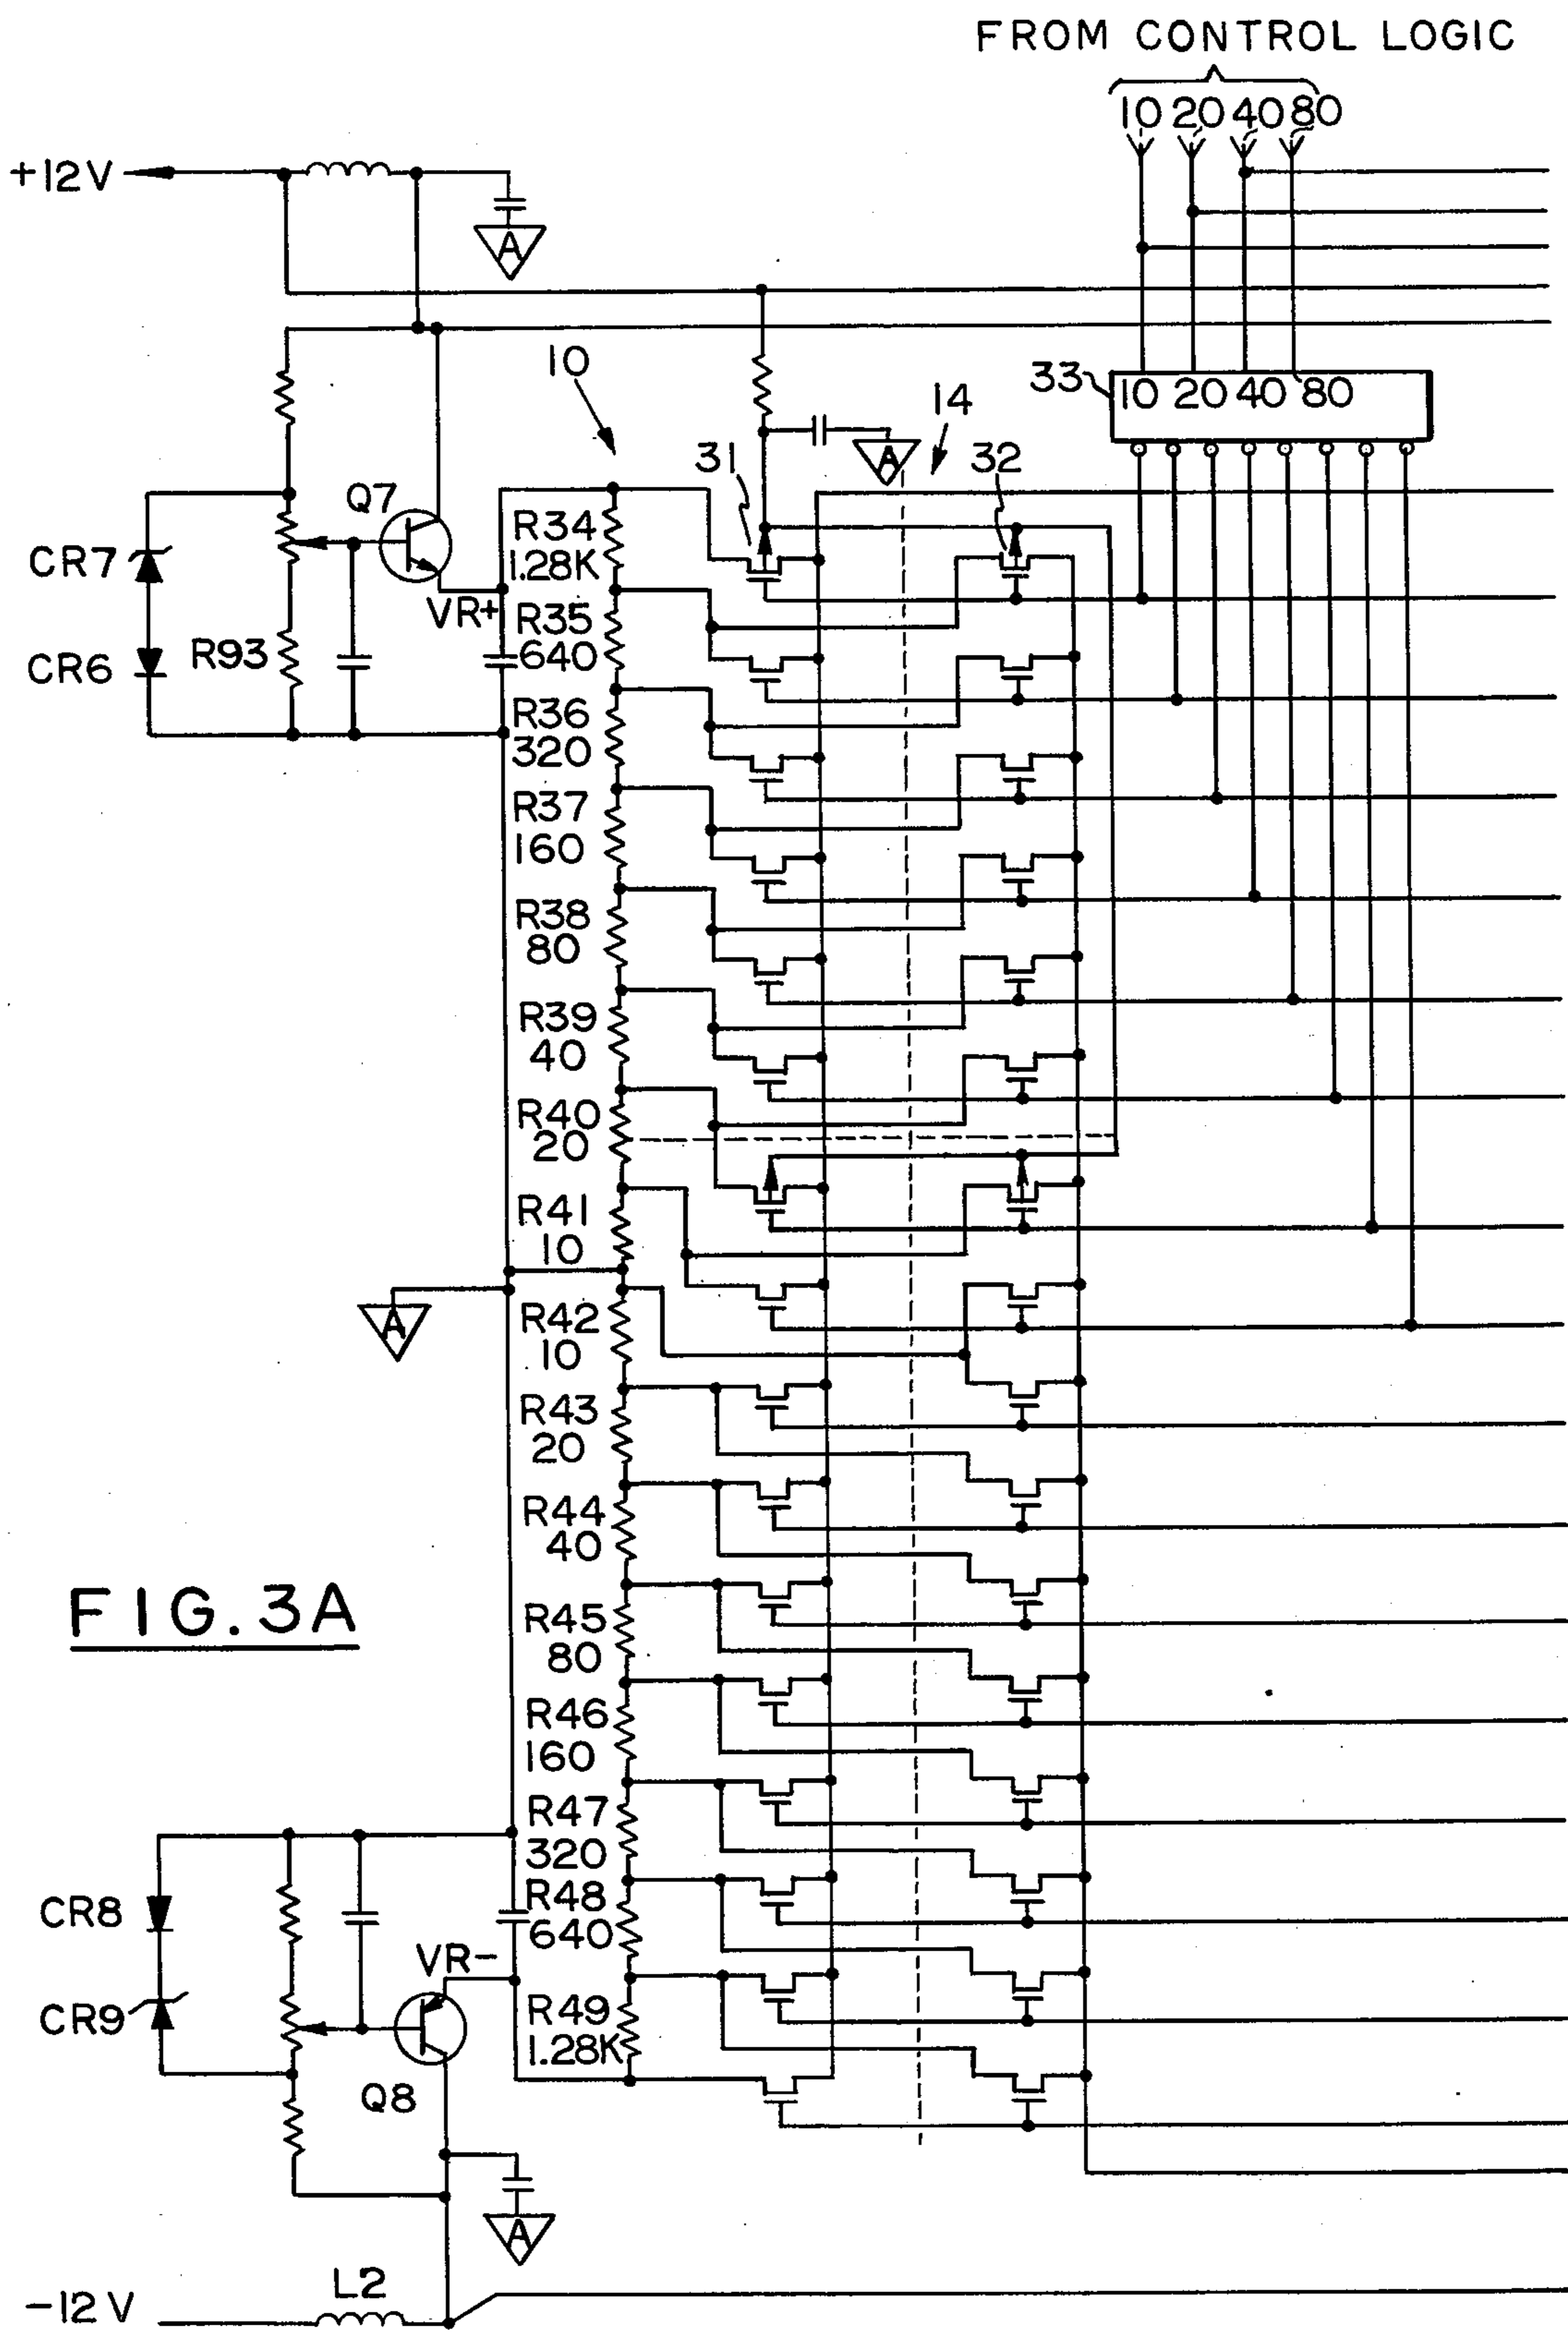 FROM CONTROL LOGIC
10 20 40 80
+12V
A
10
33
10 20 40 80
14
31
A
32
Q7
R34
1.28K
CR7
VR+
R35
640
CR6
R93
R36
320
R37
160
R38
80
R39
40
R40
20
R41
10
A
R42
10
R43
20
R44
40
FIG. 3A
R45
80
R46
160
R47
320
CR8
R48
640
VR-
CR9
R49
1.28K
Q8
A
L2
-12V